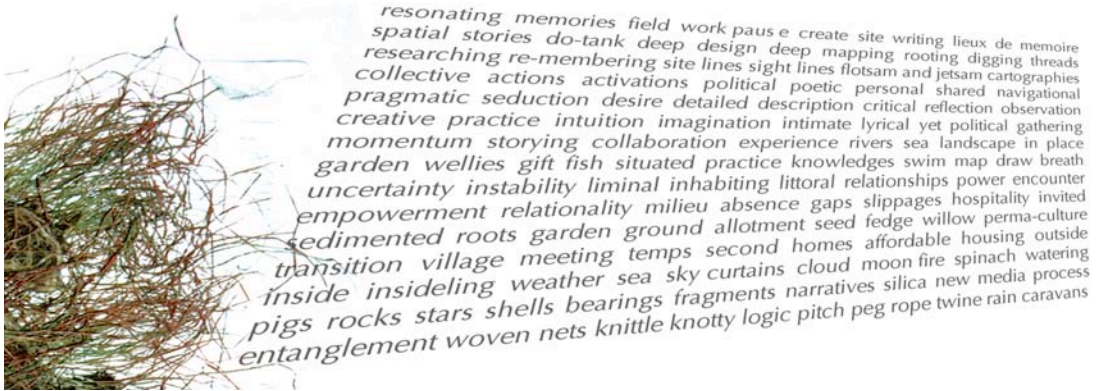 resonating memories field work paus e create site writing lieux de memoire
spatial stories do-tank deep design deep mapping rooting digging threads
researching re-membering site lines sight lines flotsam and jetsam cartographies
collective actions activations political poetic personal shared navigational
pragmatic seduction desire detailed description critical reflection observation
creative practice intuition imagination intimate lyrical yet political gathering
momentum storying collaboration experience rivers sea landscape in place
garden wellies gift fish situated practice knowledges swim map draw breath
uncertainty instability liminal inhabiting littoral relationships power encounter
empowerment relationality milieu absence gaps slippages hospitality invited
sedimented roots garden ground allotment seed fedge willow perma-culture
transition village meeting temps second homes affordable housing outside
inside insideling weather sea sky curtains cloud moon fire spinach watering
pigs rocks stars shells bearings fragments narratives silica new media process
entanglement woven nets knittle knotty logic pitch peg rope twine rain caravans